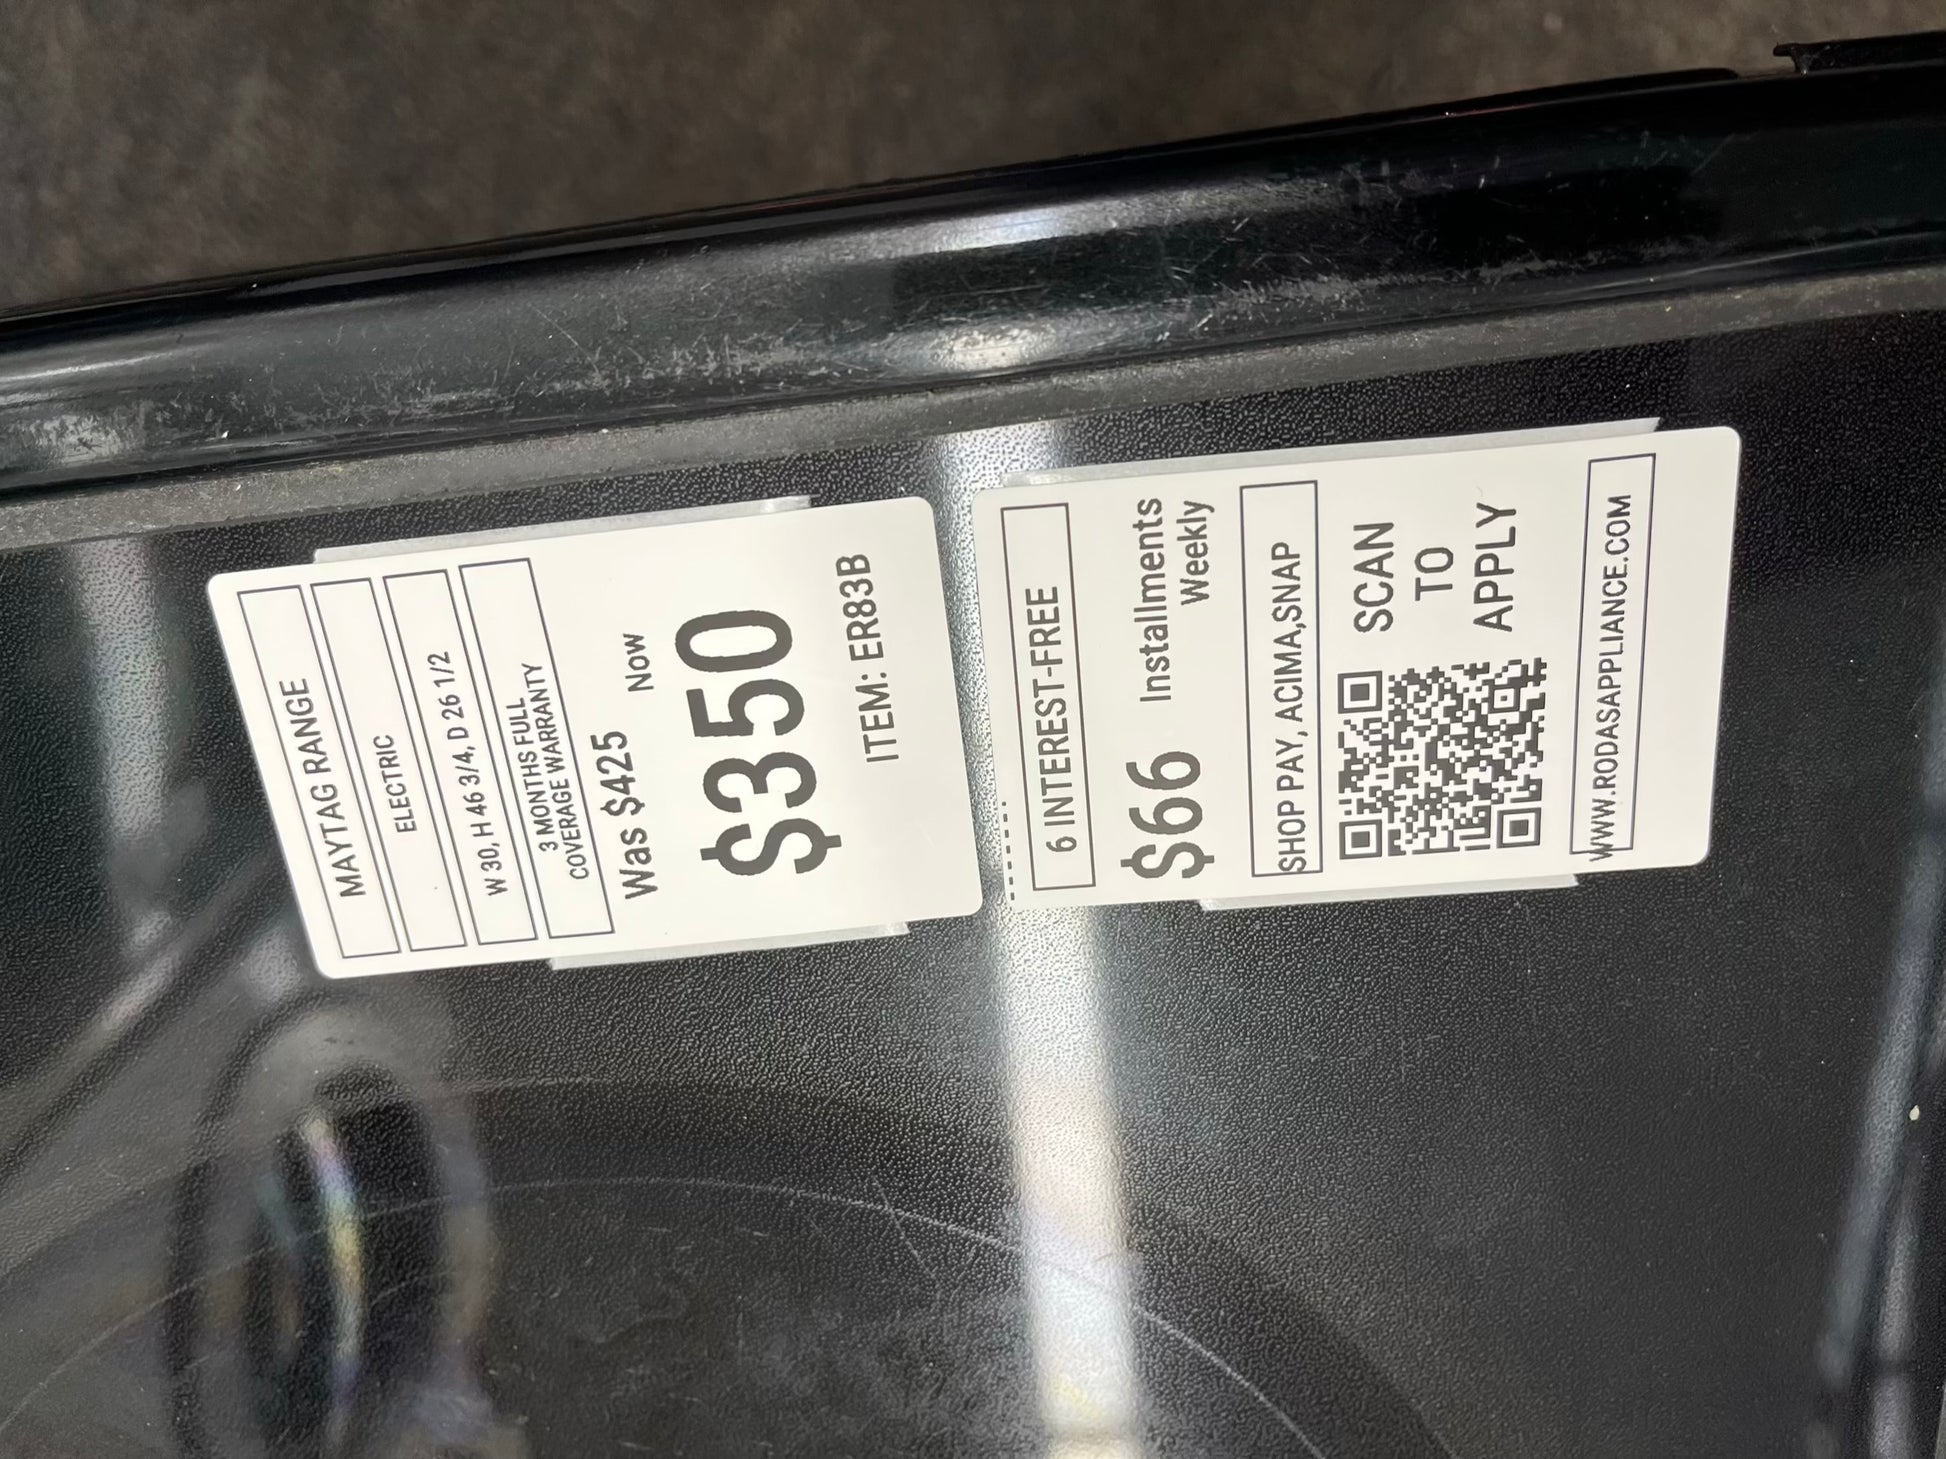 MAYTAG RANGE
ELECTRIC
W 30, H 46 3/4, D 26 1/2
3 MONTHS FULL
COVERAGE WARRANTY
Was $425
Now
$350
ITEM: ER83B
6 INTEREST-FREE
$66 Installments
Weekly
SHOP PAY, ACIMA,SNAP
SCAN
TO
APPLY
WWW.RODASAPPLIANCE.COM